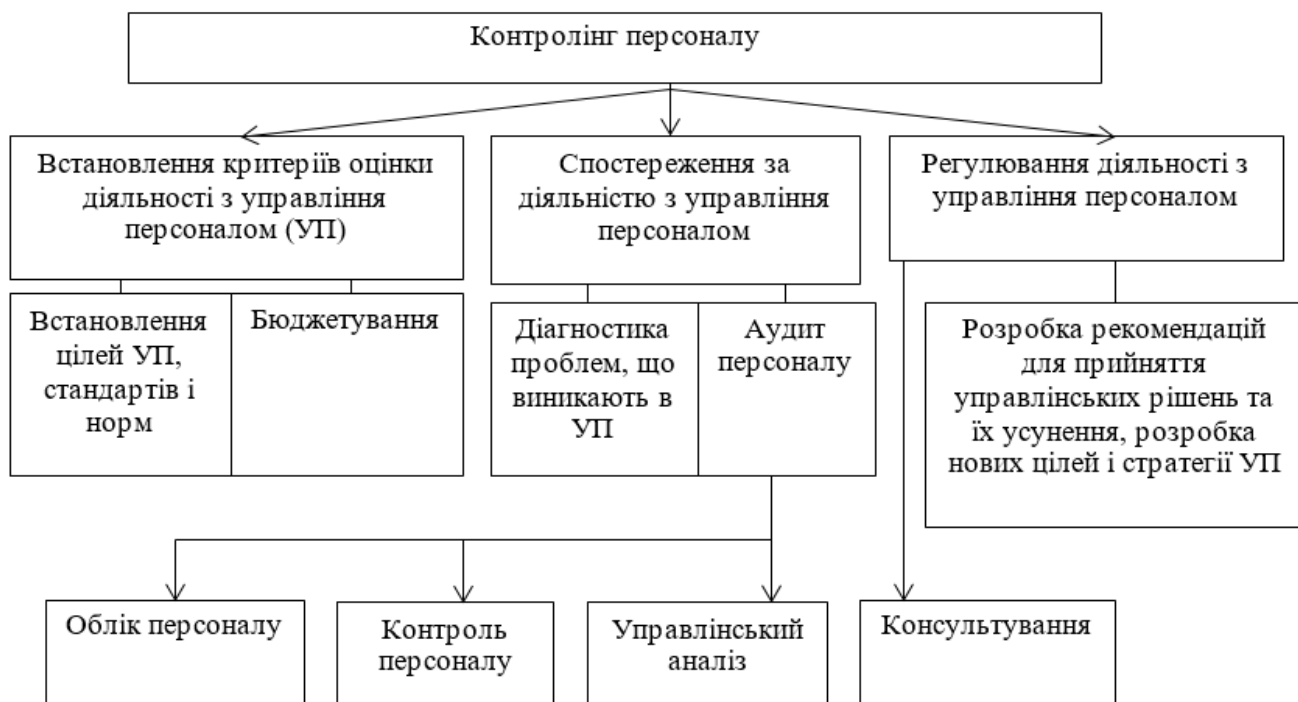 Контролінг персоналу
Встановлення критеріїв оцінки
діяльності з управління
персоналом (УП)
Спостереження за
діяльністю з управління
персоналом
Регулювання діяльності з
управління персоналом
Встановлення
цілей УП,
стандартів і
норм
Бюджетування
Діагностика
проблем, що
виникають в
УП
Аудит
персоналу
Розробка рекомендацій
для прийняття
управлінських рішень та
їх усунення, розробка
нових цілей і стратегії УП
Облік персоналу
Контроль
персоналу
Управлінський
аналіз
Консультування